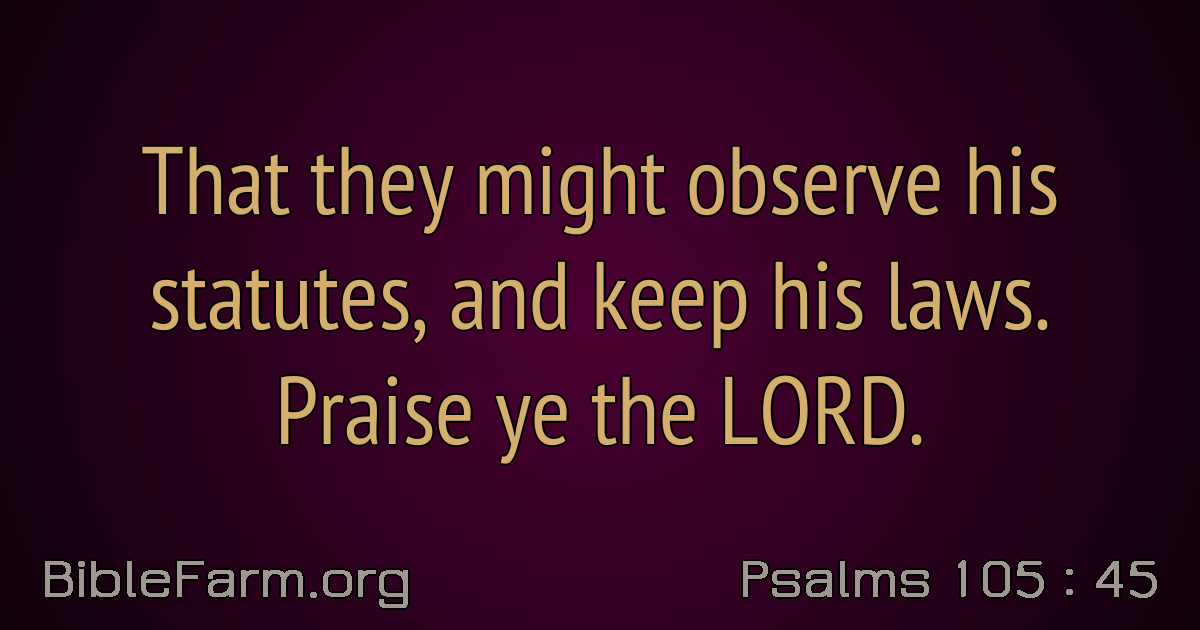 That they might observe his
statutes, and keep his laws.
Praise ye the LORD.
BibleFarm.org
Psalms 105 : 45